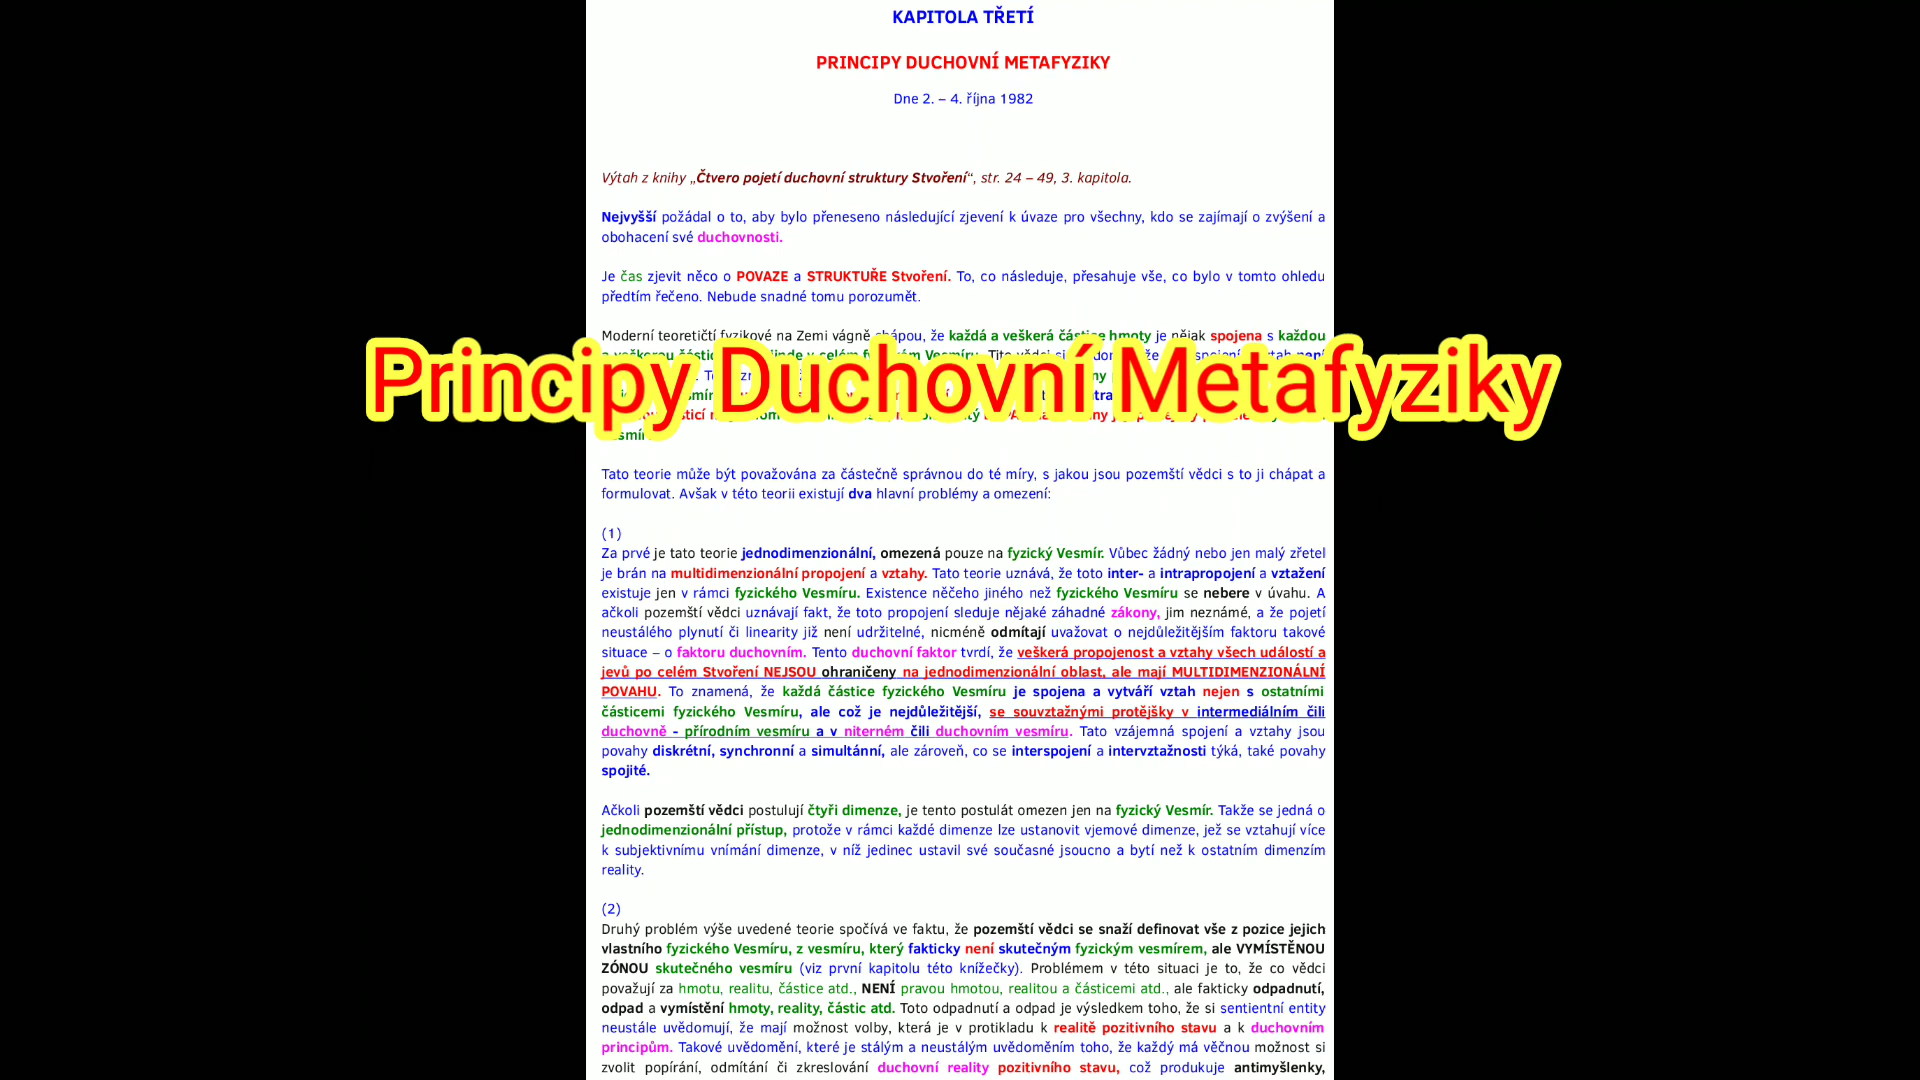 KAPITOLA TŘETÍ
PRINCIPY DUCHOVNÍ METAFYZIKY
Dne 2. – 4. října 1982
Výtah z knihy „Čtvero pojetí duchovní struktury Stvoření“, str. 24 – 49, 3. kapitola.
Nejvyšší požádal o to, aby bylo přeneseno následující zjevení k úvaze pro všechny, kdo se zajímají o zvýšení a
obohacení své duchovnosti.
Je čas zjevit něco o POVAZE a STRUKTUŘE Stvoření. To, co následuje, přesahuje vše, co bylo v tomto ohledu
předtím řečeno. Nebude snadné tomu porozumět.
Moderní teoretičtí fyzikové na Zemi vágně chápou, že každá a veškerá částice hmoty je nějak spojena s každou
Principy Duchovní Metafyziky
Tato teorie může být považována za částečně správnou do té míry, s jakou jsou pozemští vědci s to ji chápat a
formulovat. Avšak v této teorii existují dva hlavní problémy a omezení:
(1)
Za prvé je tato teorie jednodimenzionální, omezená pouze na fyzický Vesmír. Vůbec žádný nebo jen malý zřetel
je brán na multidimenzionální propojení a vztahy. Tato teorie uznává, že toto inter- a intrapropojení a vztažení
existuje jen v rámci fyzického Vesmíru. Existence něčeho jiného než fyzického Vesmíru se nebere v úvahu. A
ačkoli pozemští vědci uznávají fakt, že toto propojení sleduje nějaké záhadné zákony, jim neznámé, a že pojetí
neustálého plynutí či linearity již není udržitelné, nicméně odmítají uvažovat o nejdůležitějším faktoru takové
situace – o faktoru duchovním. Tento duchovní faktor tvrdí, že veškerá propojenost a vztahy všech událostí a
jevů po celém Stvoření NEJSOU ohraničeny na jednodimenzionální oblast, ale mají MULTIDIMENZIONÁLNÍ
POVAHU. To znamená, že každá částice fyzického Vesmíru je spojena a vytváří vztah nejen s ostatními
částicemi fyzického Vesmíru, ale což je nejdůležitější, se souvztažnými protějšky v intermediálním čili
duchovně - přírodním vesmíru a v niterném čili duchovním vesmíru. Tato vzájemná spojení a vztahy jsou
povahy diskrétní, synchronní a simultánní, ale zároveň, co se interspojení a intervztažnosti týká, také povahy
spojité.
Ačkoli pozemští vědci postulují čtyři dimenze, je tento postulát omezen jen na fyzický Vesmír. Takže se jedná o
jednodimenzionální přístup, protože v rámci každé dimenze lze ustanovit vjemové dimenze, jež se vztahují více
k subjektivnímu vnímání dimenze, v níž jedinec ustavil své současné jsoucno a bytí než k ostatním dimenzím
reality.
(2)
Druhý problém výše uvedené teorie spočívá ve faktu, že pozemští vědci se snaží definovat vše z pozice jejich
vlastního fyzického Vesmíru, z vesmíru, který fakticky není skutečným fyzickým vesmírem, ale VYMÍSTĚNOU
ZÓNOU skutečného vesmíru (viz první kapitolu této knížečky). Problémem v této situaci je to, že co vědci
považují za hmotu, realitu, částice atd., NENÍ pravou hmotou, realitou a částicemi atd., ale fakticky odpadnutí,
odpad a vymístění hmoty, reality, částic atd. Toto odpadnutí a odpad je výsledkem toho, že si sentientní entity
neustále uvědomují, že mají možnost volby, která je v protikladu k realitě pozitivního stavu a k duchovním
principům. Takové uvědomění, které je stálým a neustálým uvědoměním toho, že každý má věčnou možnost si
zvolit popírání, odmítání či zkreslování duchovní reality pozitivního stavu, což produkuje antimyšlenky,